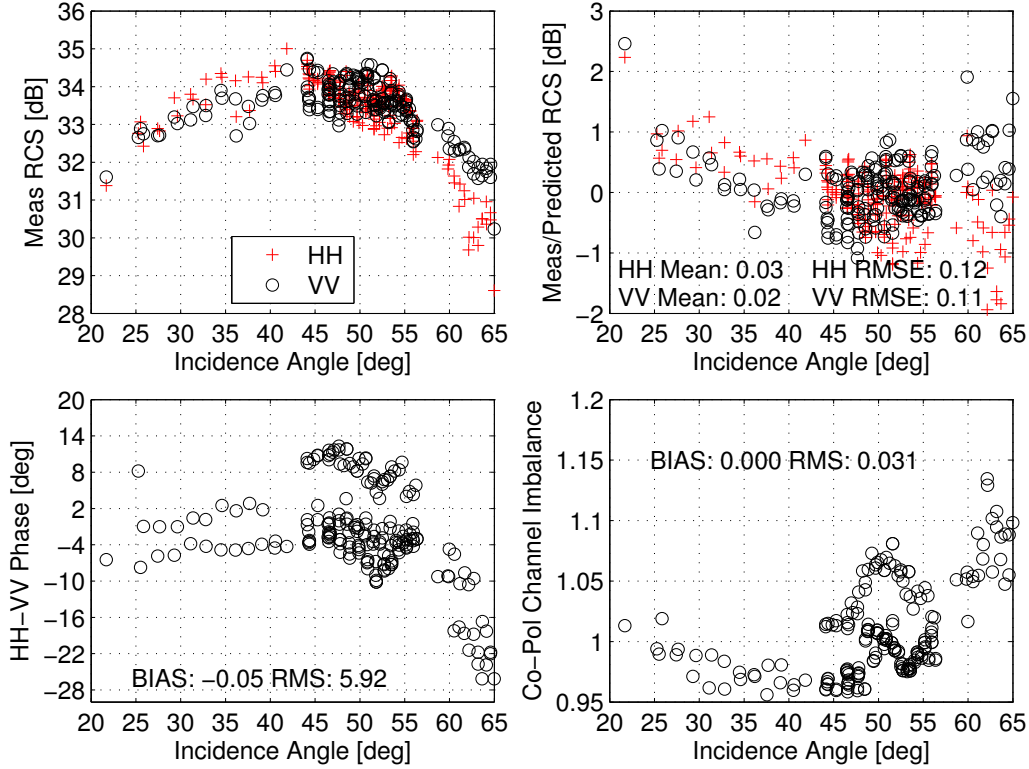 Meas RCS [dB]
36
35
34
33
32
31
30
29
28
HH
VV
20 25 30 35 40 45 50 55 60 65
Incidence Angle [deg]
Meas/Predicted RCS [dB]
3
2
1
0
−1
−2
HH Mean: 0.03 HH RMSE: 0.12
VV Mean: 0.02 VV RMSE: 0.11
20 25 30 35 40 45 50 55 60 65
Incidence Angle [deg]
HH−VV Phase [deg]
20
14
8
2
−4
−10
−16
−22
−28
BIAS: −0.05 RMS: 5.92
20 25 30 35 40 45 50 55 60 65
Incidence Angle [deg]
Co−Pol Channel Imbalance
1.2
1.15
1.1
1.05
1
0.95
BIAS: 0.000 RMS: 0.031
20 25 30 35 40 45 50 55 60 65
Incidence Angle [deg]